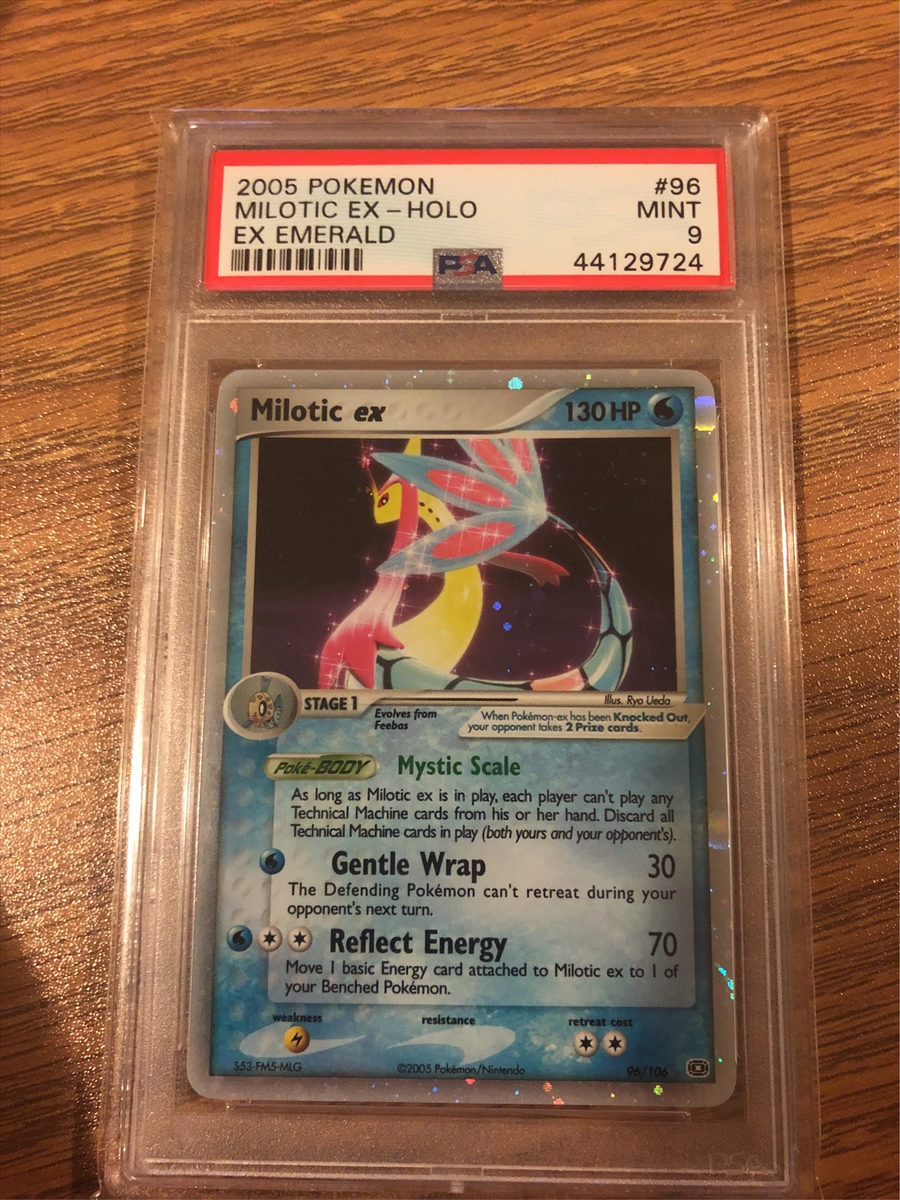 2005 POKEMON #96
MILOTIC EX – HOLO MINT
EX EMERALD 9
PSA 44129724
Milotic ex 130 HP
Illus. Ryo Ueda
STAGE 1
Evolves from
Feebas
When Pokémon-ex has been Knocked Out,
your opponent takes 2 Prize cards.
Poké-BODY Mystic Scale
As long as Milotic ex is in play, each player can't play any
Technical Machine cards from his or her hand. Discard all
Technical Machine cards in play (both yours and your opponent's).
Gentle Wrap 30
The Defending Pokémon can't retreat during your
opponent's next turn.
Reflect Energy 70
Move 1 basic Energy card attached to Milotic ex to 1 of
your Benched Pokémon.
weakness resistance retreat cost
S53-FM5-MLG ©2005 Pokémon/Nintendo 96/106
PSA